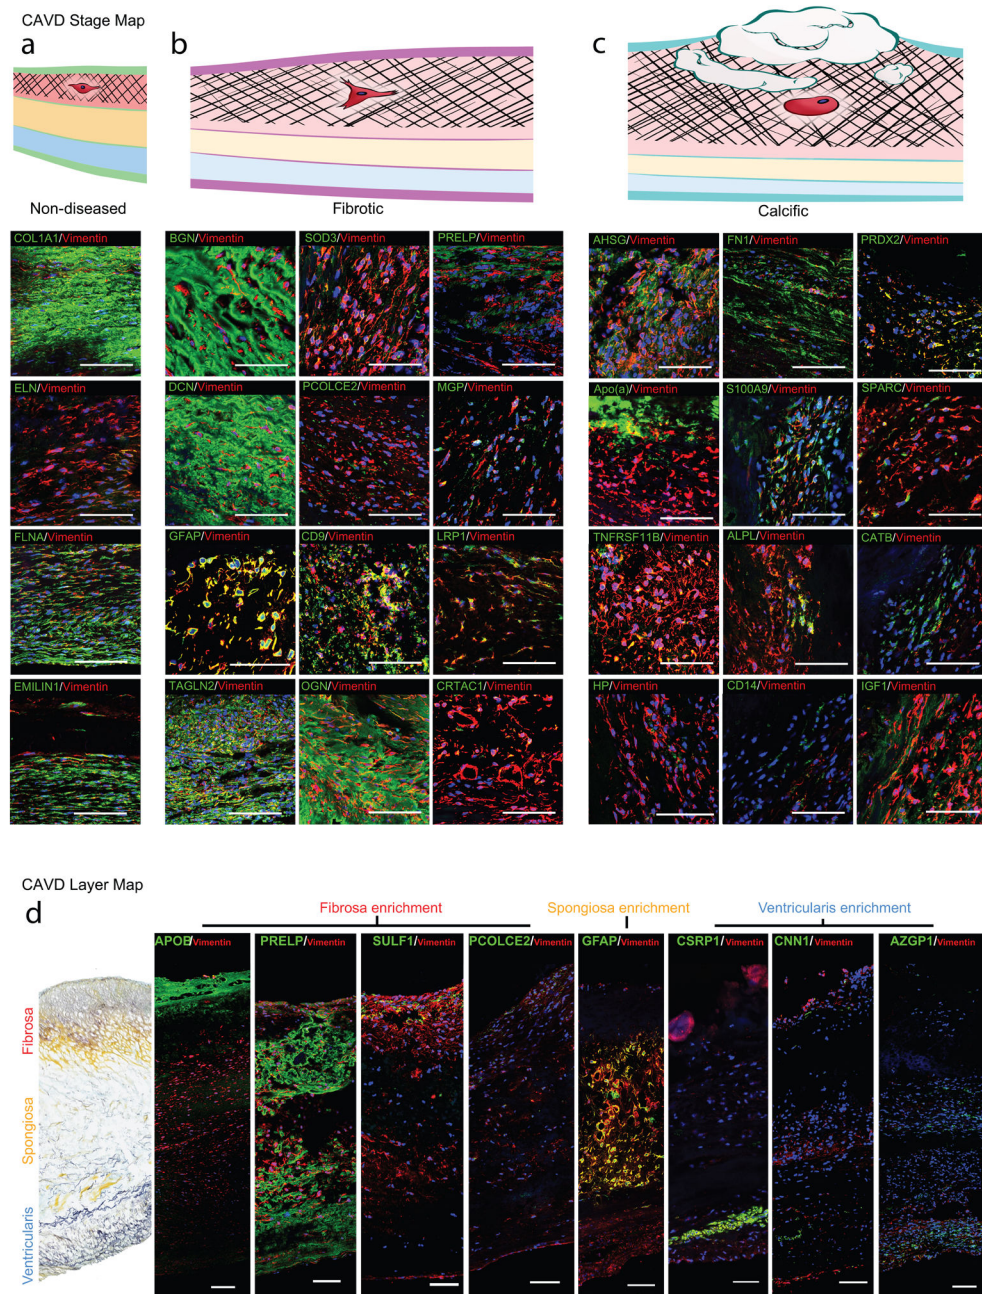 CAVD Stage Map
a
b
c
Non-diseased
Fibrotic
Calcific
COL1A1/Vimentin
BGN/Vimentin
SOD3/Vimentin
PRELP/Vimentin
AHSG/Vimentin
FN1/Vimentin
PRDX2/Vimentin
ELN/Vimentin
DCN/Vimentin
PCOLCE2/Vimentin
MGP/Vimentin
Apo(a)/Vimentin
S100A9/Vimentin
SPARC/Vimentin
FLNA/Vimentin
GFAP/Vimentin
CD9/Vimentin
LRP1/Vimentin
TNFRSF11B/Vimentin
ALPL/Vimentin
CATB/Vimentin
EMILIN1/Vimentin
TAGLN2/Vimentin
OGN/Vimentin
CRTAC1/Vimentin
HP/Vimentin
CD14/Vimentin
IGF1/Vimentin
CAVD Layer Map
d
Fibrosa enrichment
Spongiosa enrichment
Ventricularis enrichment
APOB/Vimentin
PRELP/Vimentin
SULF1/Vimentin
PCOLCE2/Vimentin
GFAP/Vimentin
CSRP1/Vimentin
CNN1/Vimentin
AZGP1/Vimentin
Fibrosa
Spongiosa
Ventricularis